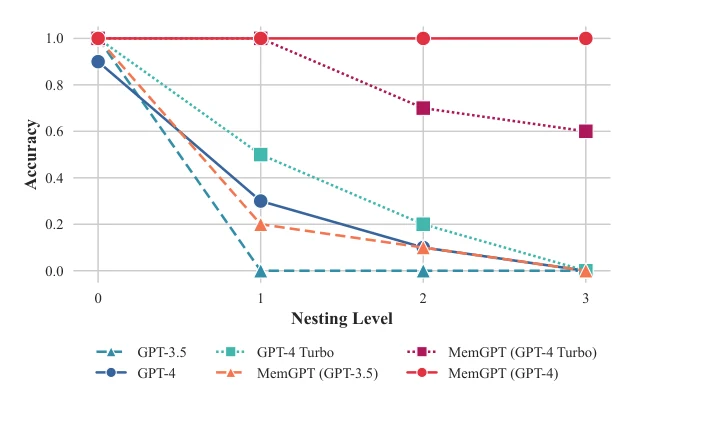 1.0
0.8
0.6
0.4
0.2
0.0
Accuracy
0 1 2 3
Nesting Level
GPT-3.5 GPT-4 Turbo MemGPT (GPT-4 Turbo)
GPT-4 MemGPT (GPT-3.5) MemGPT (GPT-4)